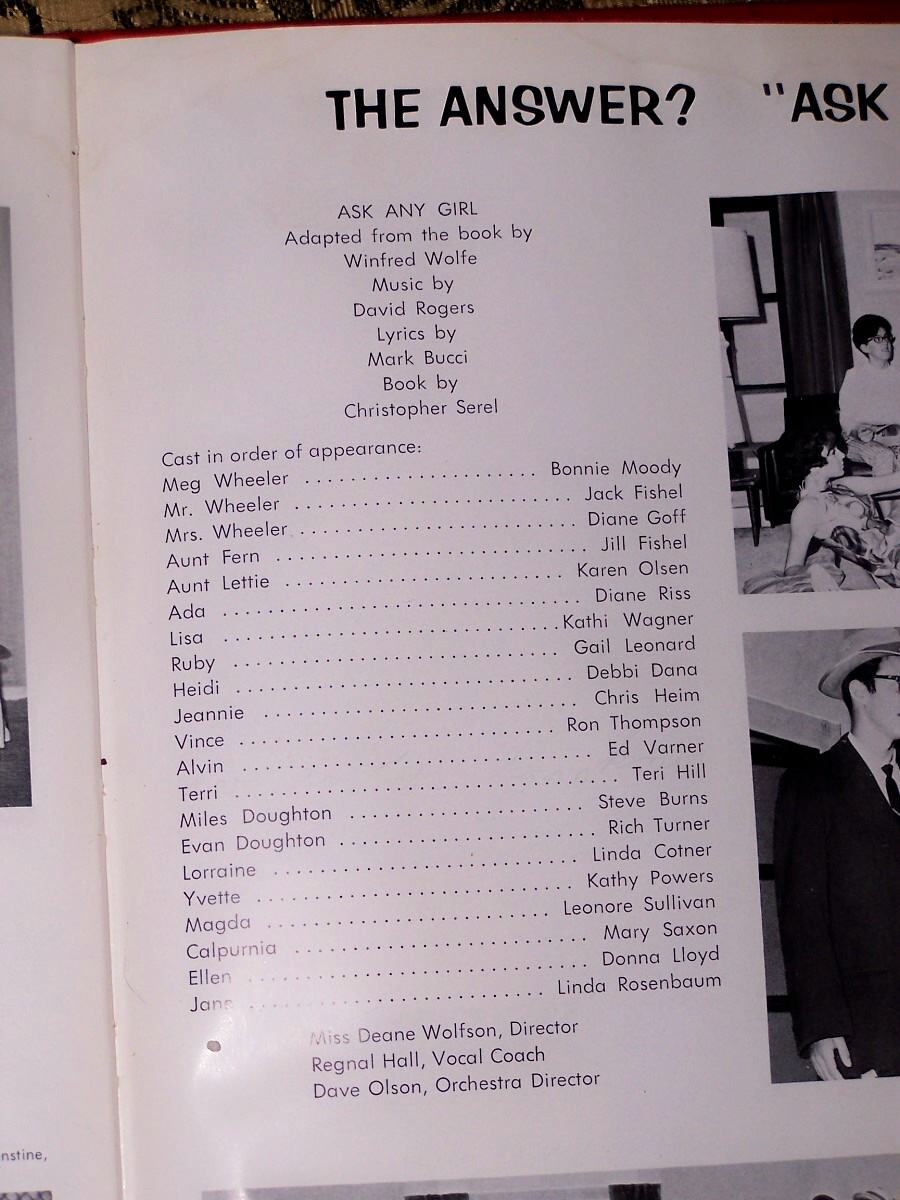 THE ANSWER? "ASK
ASK ANY GIRL
Adapted from the book by
Winfred Wolfe
Music by
David Rogers
Lyrics by
Mark Bucci
Book by
Christopher Serel
Cast in order of appearance:
Meg Wheeler ........................ Bonnie Moody
Mr. Wheeler ............................ Jack Fishel
Mrs. Wheeler ............................ Diane Goff
Aunt Fern ................................ Jill Fishel
Aunt Lettie ............................ Karen Olsen
Ada .................................... Diane Riss
Lisa .................................. Kathi Wagner
Ruby ................................ Gail Leonard
Heidi .................................. Debbi Dana
Jeannie ................................ Chris Heim
Vince ................................ Ron Thompson
Alvin .................................. Ed Varner
Terri ...................................... Teri Hill
Miles Doughton ........................ Steve Burns
Evan Doughton .......................... Rich Turner
Lorraine .............................. Linda Cotner
Yvette ................................ Kathy Powers
Magda ............................ Leonore Sullivan
Calpurnia .............................. Mary Saxon
Ellen .................................. Donna Lloyd
Jane .............................. Linda Rosenbaum
Miss Deane Wolfson, Director
Regnal Hall, Vocal Coach
Dave Olson, Orchestra Director
nstine,